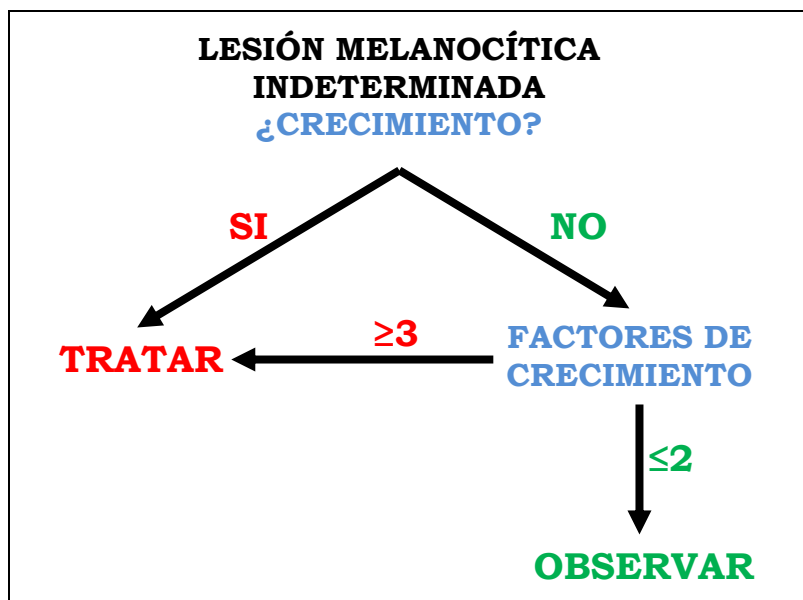 LESIÓN MELANOCÍTICA
INDETERMINADA
¿CRECIMIENTO?
SI
NO
≥3
FACTORES DE
CRECIMIENTO
TRATAR
≤2
OBSERVAR